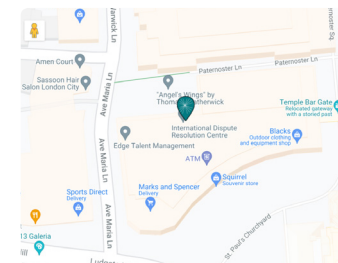 Warwick Ln
Amen Court
Sassoon Hair
Salon London City
Ave Maria Ln
Paternoster Ln
Paternoster Ln
"Angel's Wings" by
Thomas Heatherwick
Temple Bar Gate
Relocated gateway
with a storied past
International Dispute
Resolution Centre
Edge Talent Management
Blacks
Outdoor clothing
and equipment shop
ATM
Ave Maria Ln
Squirrel
Souvenir store
Sports Direct
Delivery
Marks and Spencer
Delivery
13 Galeria
St. Paul's Churchyard